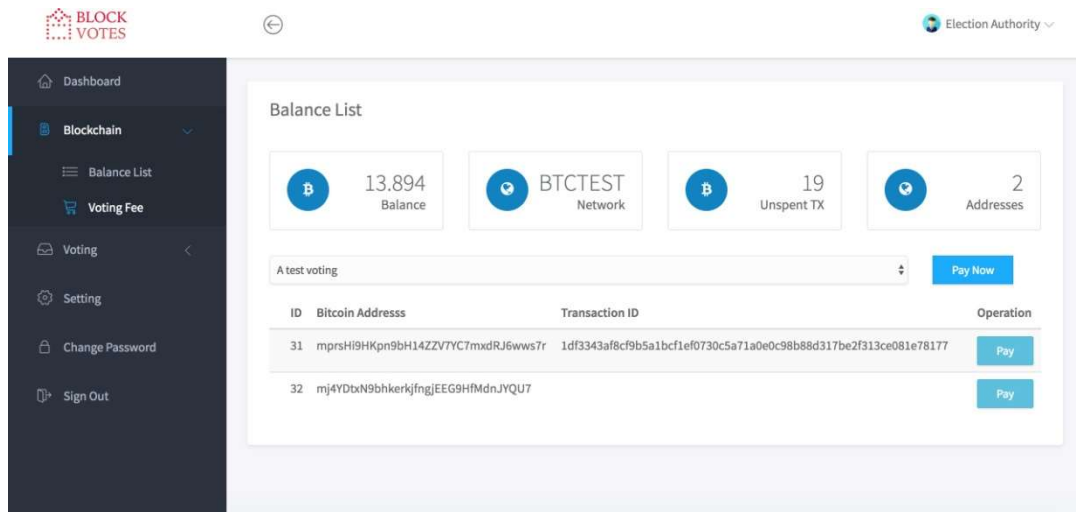 BLOCK
VOTES
Election Authority
Dashboard
Blockchain
Balance List
Voting Fee
Voting
Setting
Change Password
Sign Out
Balance List
13.894
Balance
BTCTEST
Network
19
Unspent TX
2
Addresses
A test voting
Pay Now
ID Bitcoin Addresss Transaction ID Operation
31 mprsHi9HKpn9bH14ZZV7YC7mxdRJ6wws7r 1df3343af8cf9b5a1bcf1ef0730c5a71a0e0c98b88d317be2f313ce081e78177 Pay
32 mj4YDtxN9bhkerkjfngjEEG9HfMdnJYQU7 Pay